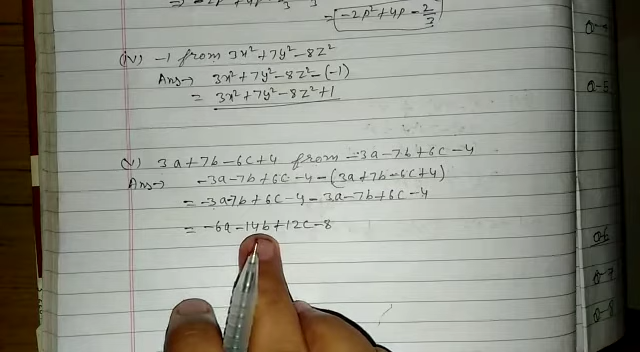 = -2p² + 4p - 2/3
(iv) -1 from 3x² + 7y² - 8z²
Ans→ 3x² + 7y² - 8z² - (-1)
= 3x² + 7y² - 8z² + 1
(v) 3a + 7b - 6c + 4 from -3a - 7b + 6c - 4
Ans→ -3a - 7b + 6c - 4 - (3a + 7b - 6c + 4)
= -3a - 7b + 6c - 4 - 3a - 7b + 6c - 4
= -6a - 14b + 12c - 8
Q-5
Q-6
Q-7
Q-8